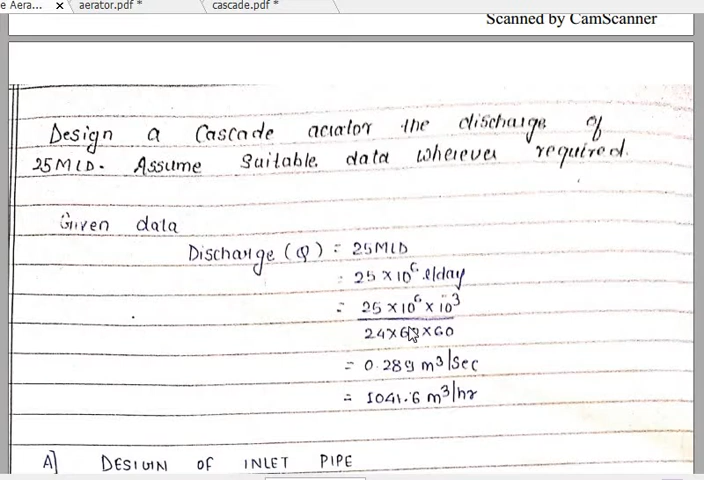 e Aera... × aerator.pdf * cascade.pdf *
Scanned by CamScanner
Design a Cascade aciator the discharge of
25MLD. Assume Suitable data wherever required.
Given data
Discharge (Q) = 25MLD
= 25 × 10⁶ l/day
= 25 × 10⁶ × 10³
24×60×60
= 0.289 m³/Sec
= 1041.6 m³/hr
A] DESIGN OF INLET PIPE